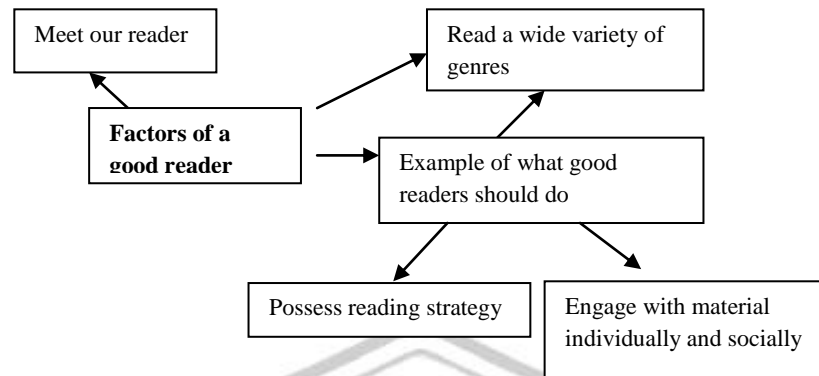 Meet our reader
Read a wide variety of
genres
Factors of a
good reader
Example of what good
readers should do
Possess reading strategy
Engage with material
individually and socially